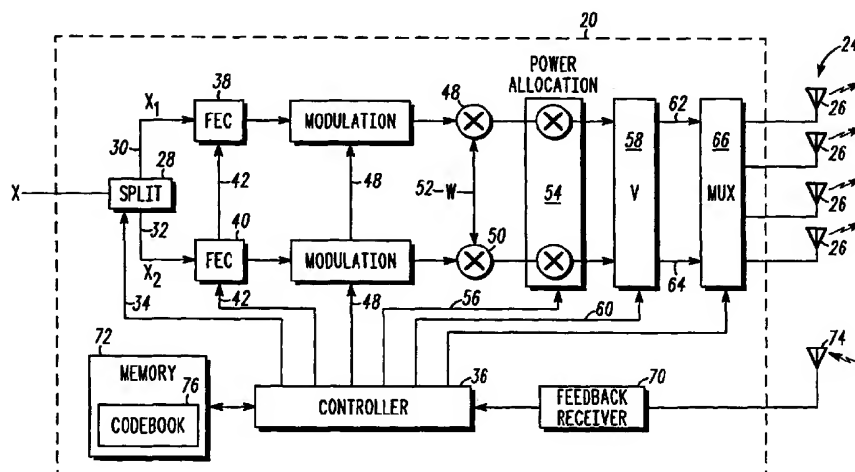 20
24
POWER
ALLOCATION
38
X1
FEC
MODULATION
48
62
26
30
28
42
48
58
66
26
X
SPLIT
52
W
54
V
MUX
26
32
40
50
26
X2
FEC
MODULATION
64
34
42
48
56
60
74
72
36
70
MEMORY
76
CODEBOOK
CONTROLLER
FEEDBACK
RECEIVER